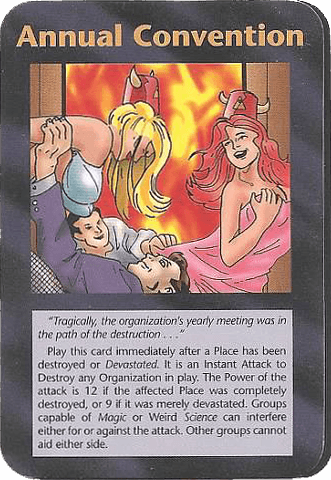 Annual Convention
"Tragically, the organization's yearly meeting was in
the path of the destruction . . ."
Play this card immediately after a Place has been
destroyed or Devastated. It is an Instant Attack to
Destroy any Organization in play. The Power of the
attack is 12 if the affected Place was completely
destroyed, or 9 if it was merely devastated. Groups
capable of Magic or Weird Science can interfere
either for or against the attack. Other groups cannot
aid either side.